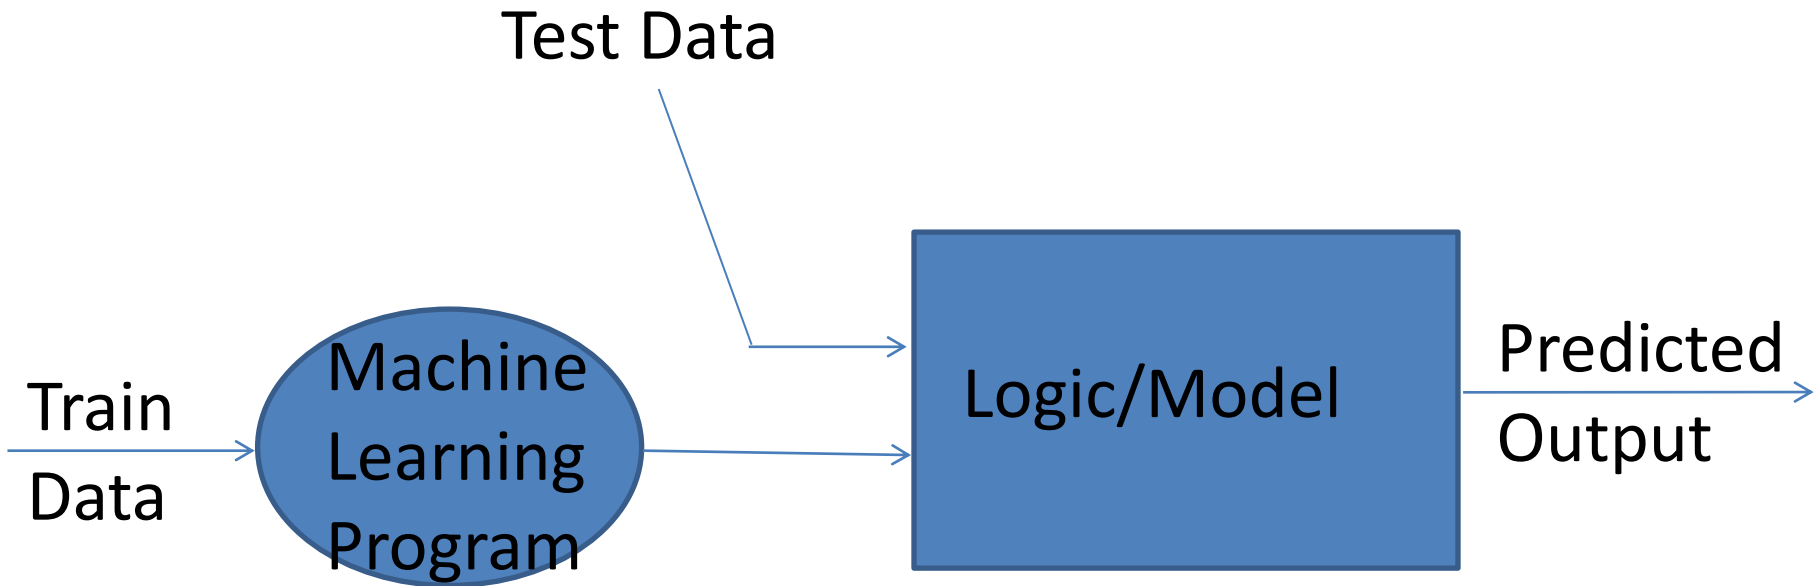 Test Data
Train
Data
Machine
Learning
Program
Logic/Model
Predicted
Output